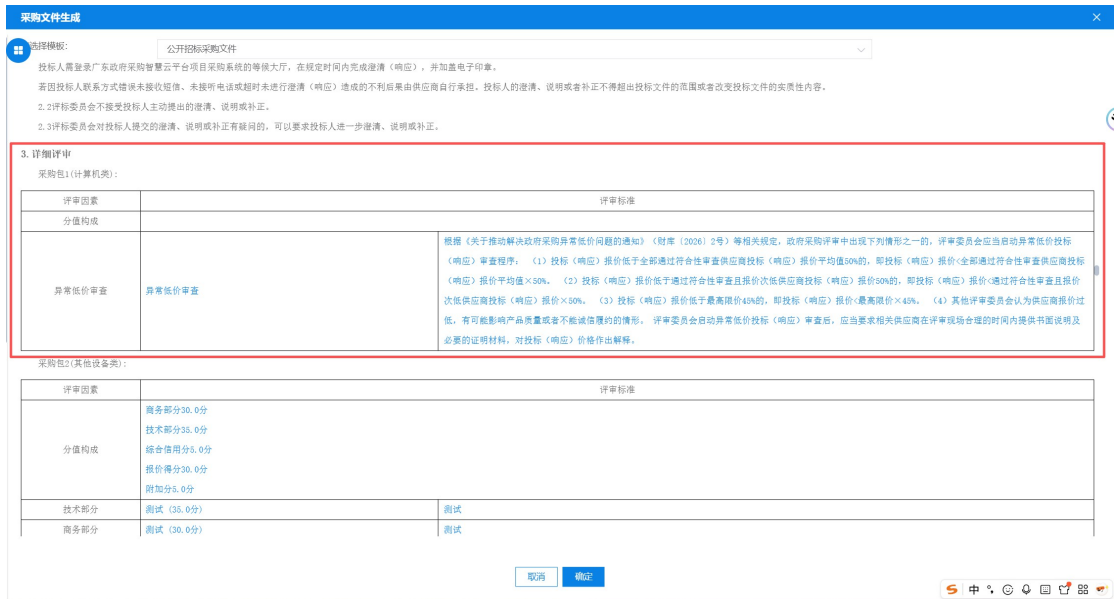 采购文件生成
选择模板：
公开招标采购文件
投标人需登录广东政府采购智慧云平台项目采购系统的等候大厅，在规定时间内完成澄清（响应），并加盖电子印章。
若因投标人联系方式错误未接收短信、未接听电话或超时未进行澄清（响应）造成的不利后果由供应商自行承担。投标人的澄清、说明或者补正不得超出投标文件的范围或者改变投标文件的实质性内容。
2.2评标委员会不接受投标人主动提出的澄清、说明或补正。
2.3评标委员会对投标人提交的澄清、说明或补正有疑问的，可以要求投标人进一步澄清、说明或补正。
3.详细评审
采购包1(计算机类)：
评审因素
评审标准
分值构成
异常低价审查
异常低价审查
根据《关于推动解决政府采购异常低价问题的通知》（财库〔2026〕2号）等相关规定，政府采购评审中出现下列情形之一的，评审委员会应当启动异常低价投标
（响应）审查程序： （1）投标（响应）报价低于全部通过符合性审查供应商投标（响应）报价平均值50%的，即投标（响应）报价<全部通过符合性审查供应商投标
（响应）报价平均值×50%。 （2）投标（响应）报价低于通过符合性审查且报价次低供应商投标（响应）报价50%的，即投标（响应）报价<通过符合性审查且报价
次低供应商投标（响应）报价×50%。 （3）投标（响应）报价低于最高限价45%的，即投标（响应）报价<最高限价×45%。 （4）其他评审委员会认为供应商报价过
低，有可能影响产品质量或者不能诚信履约的情形。 评审委员会启动异常低价投标（响应）审查后，应当要求相关供应商在评审现场合理的时间内提供书面说明及
必要的证明材料，对投标（响应）价格作出解释。
采购包2(其他设备类)：
评审因素
评审标准
分值构成
商务部分30.0分
技术部分35.0分
综合信用分5.0分
报价得分30.0分
附加分5.0分
技术部分
测试 (35.0分)
测试
商务部分
测试 (30.0分)
测试
取消
确定
中